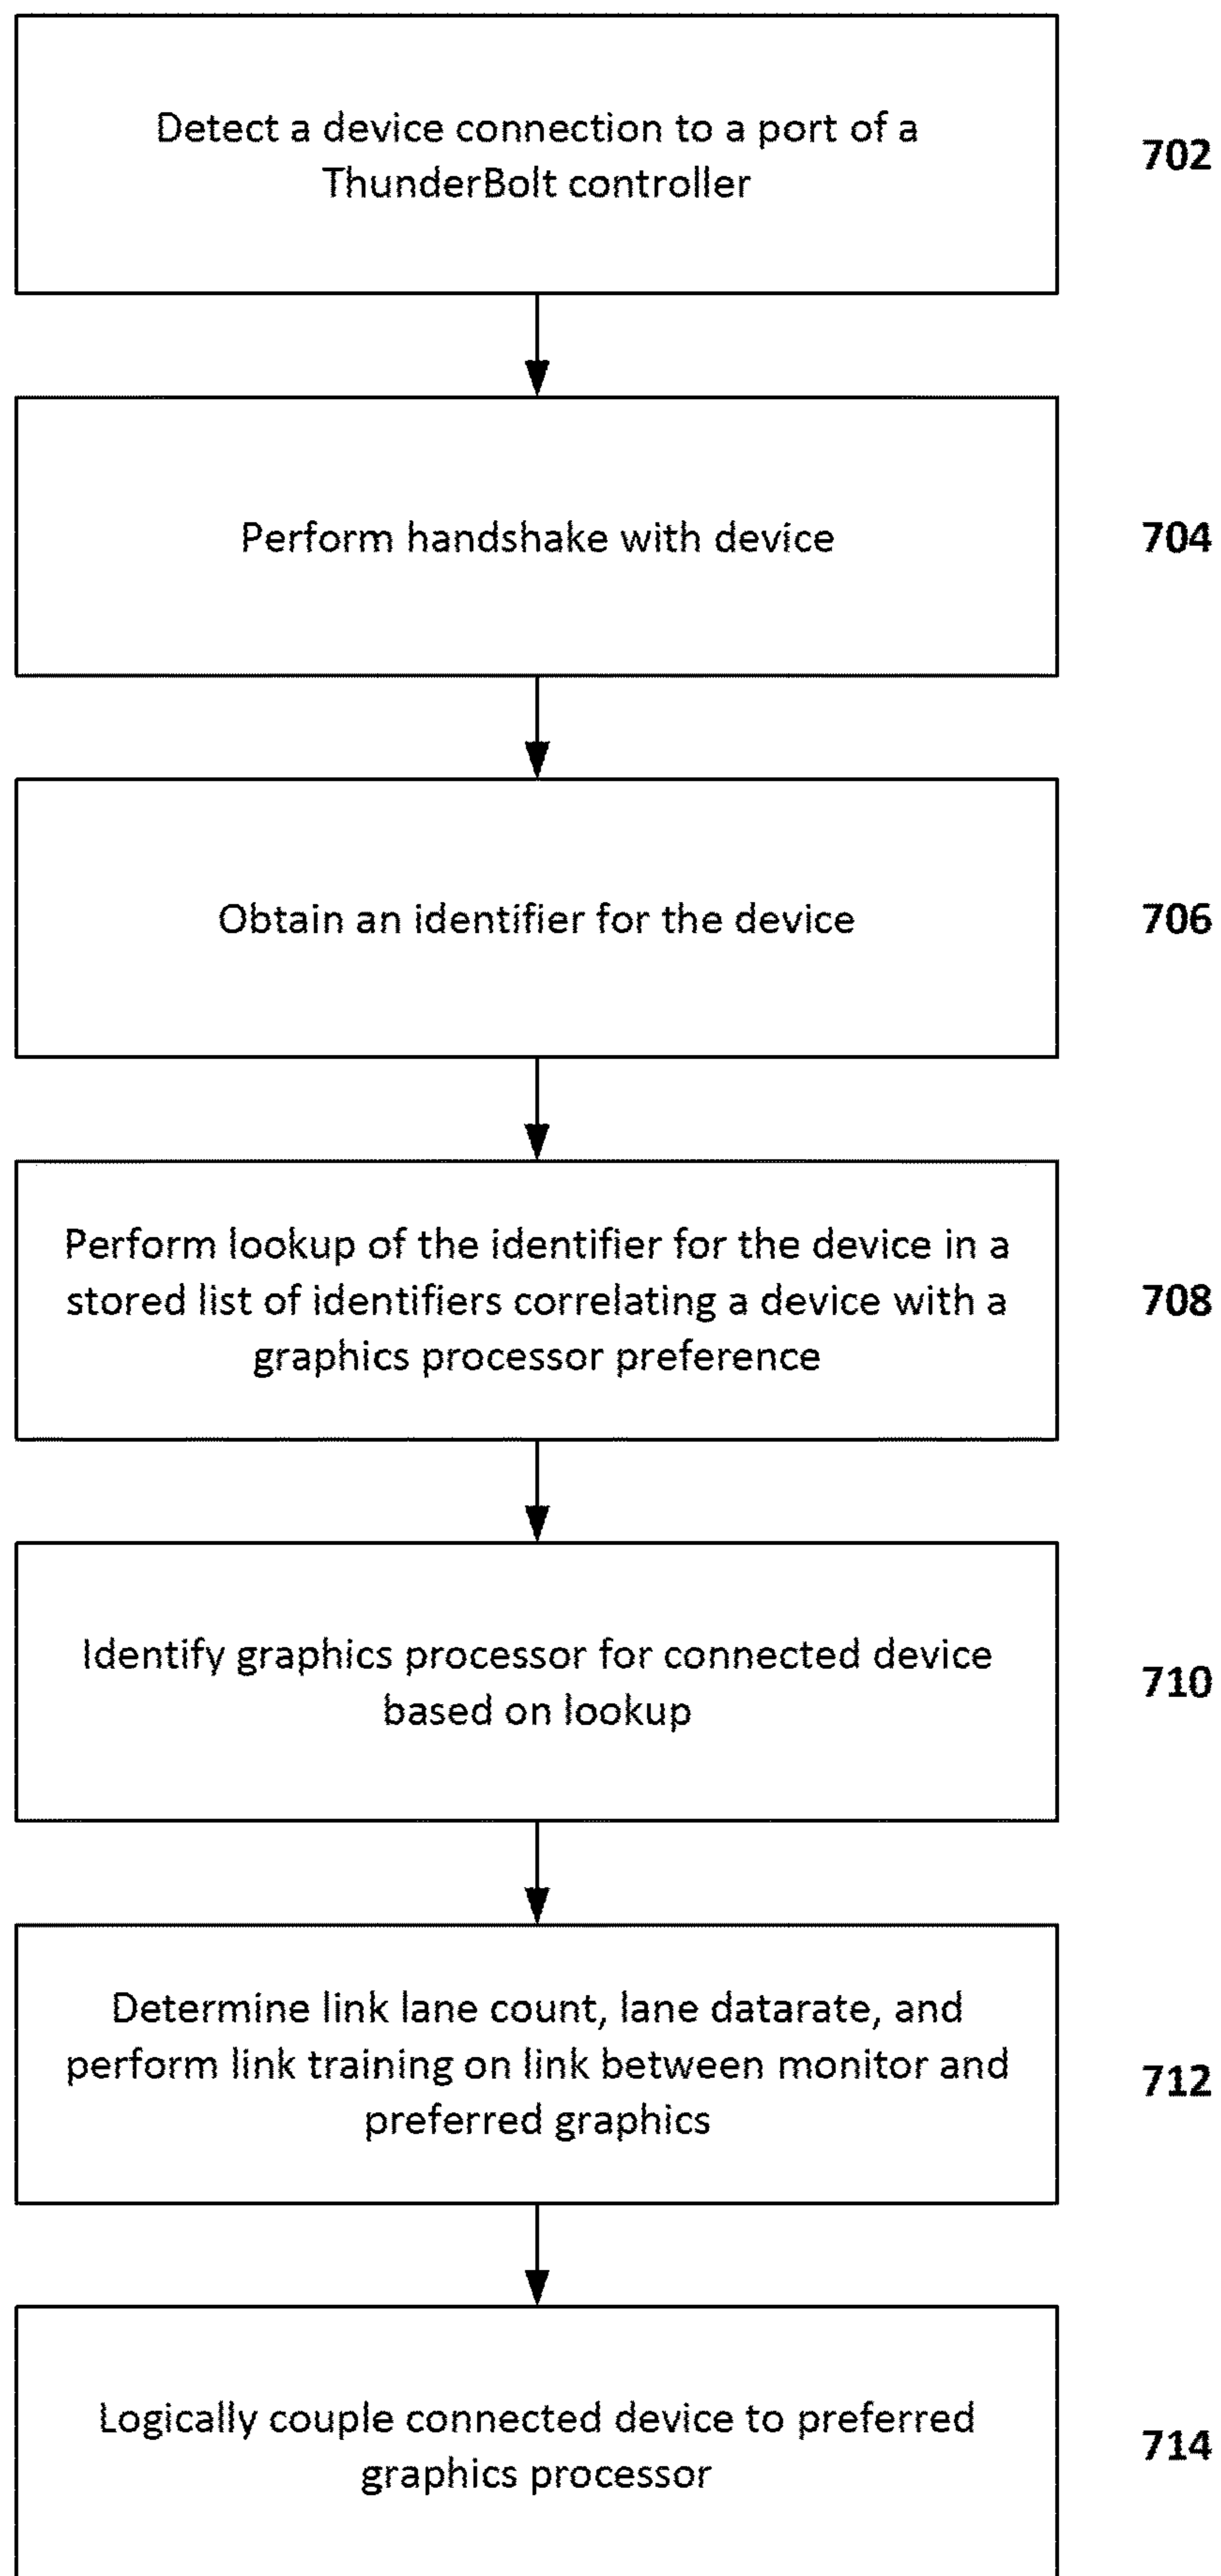 Detect a device connection to a port of a
ThunderBolt controller
702
Perform handshake with device
704
Obtain an identifier for the device
706
Perform lookup of the identifier for the device in a
stored list of identifiers correlating a device with a
graphics processor preference
708
Identify graphics processor for connected device
based on lookup
710
Determine link lane count, lane datarate, and
perform link training on link between monitor and
preferred graphics
712
Logically couple connected device to preferred
graphics processor
714